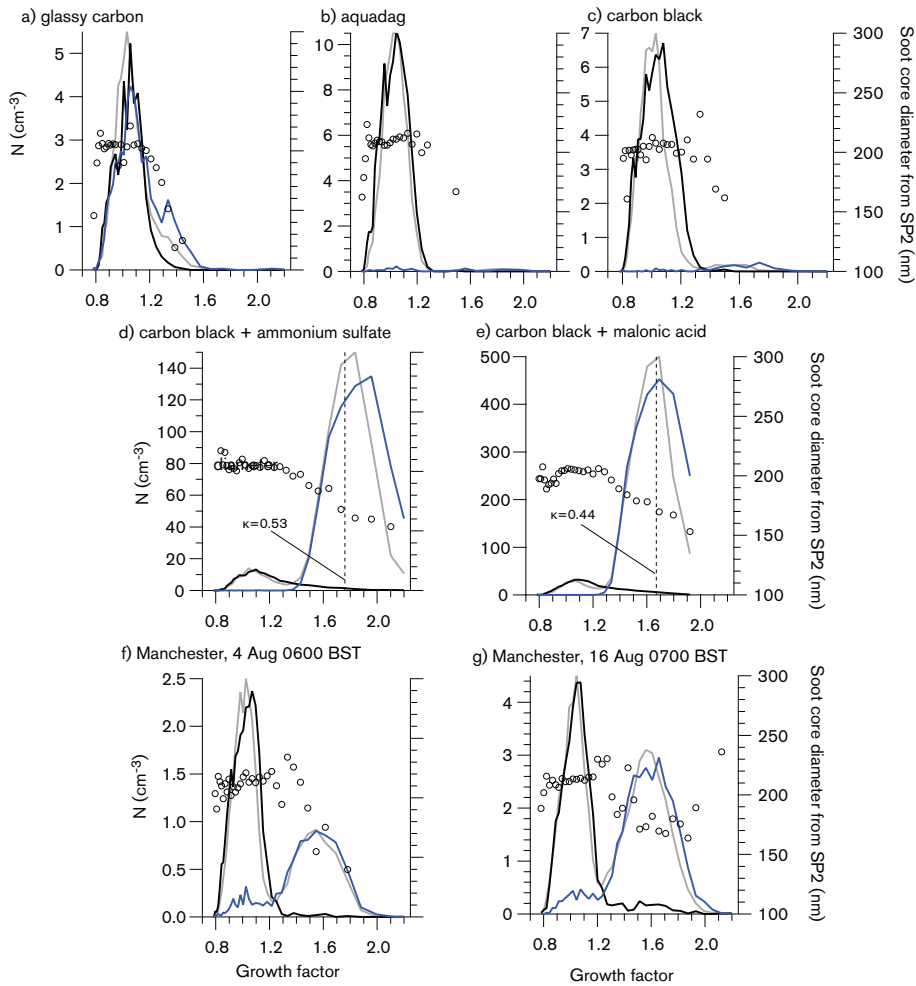 a) glassy carbon
b) aquadag
c) carbon black
N (cm-3)
5
4
3
2
1
0
0.8 1.2 1.6 2.0
10
8
6
4
2
0
0.8 1.2 1.6 2.0
7
6
5
4
3
2
1
0
0.8 1.2 1.6 2.0
300
250
200
150
100
Soot core diameter from SP2 (nm)
d) carbon black + ammonium sulfate
e) carbon black + malonic acid
N (cm-3)
140
120
100
80
60
40
20
0
κ=0.53
0.8 1.2 1.6 2.0
500
400
300
200
100
0
κ=0.44
0.8 1.2 1.6 2.0
300
250
200
150
100
Soot core diameter from SP2 (nm)
f) Manchester, 4 Aug 0600 BST
g) Manchester, 16 Aug 0700 BST
N (cm-3)
2.5
2.0
1.5
1.0
0.5
0.0
0.8 1.2 1.6 2.0
Growth factor
4
3
2
1
0
0.8 1.2 1.6 2.0
Growth factor
300
250
200
150
100
Soot core diameter from SP2 (nm)